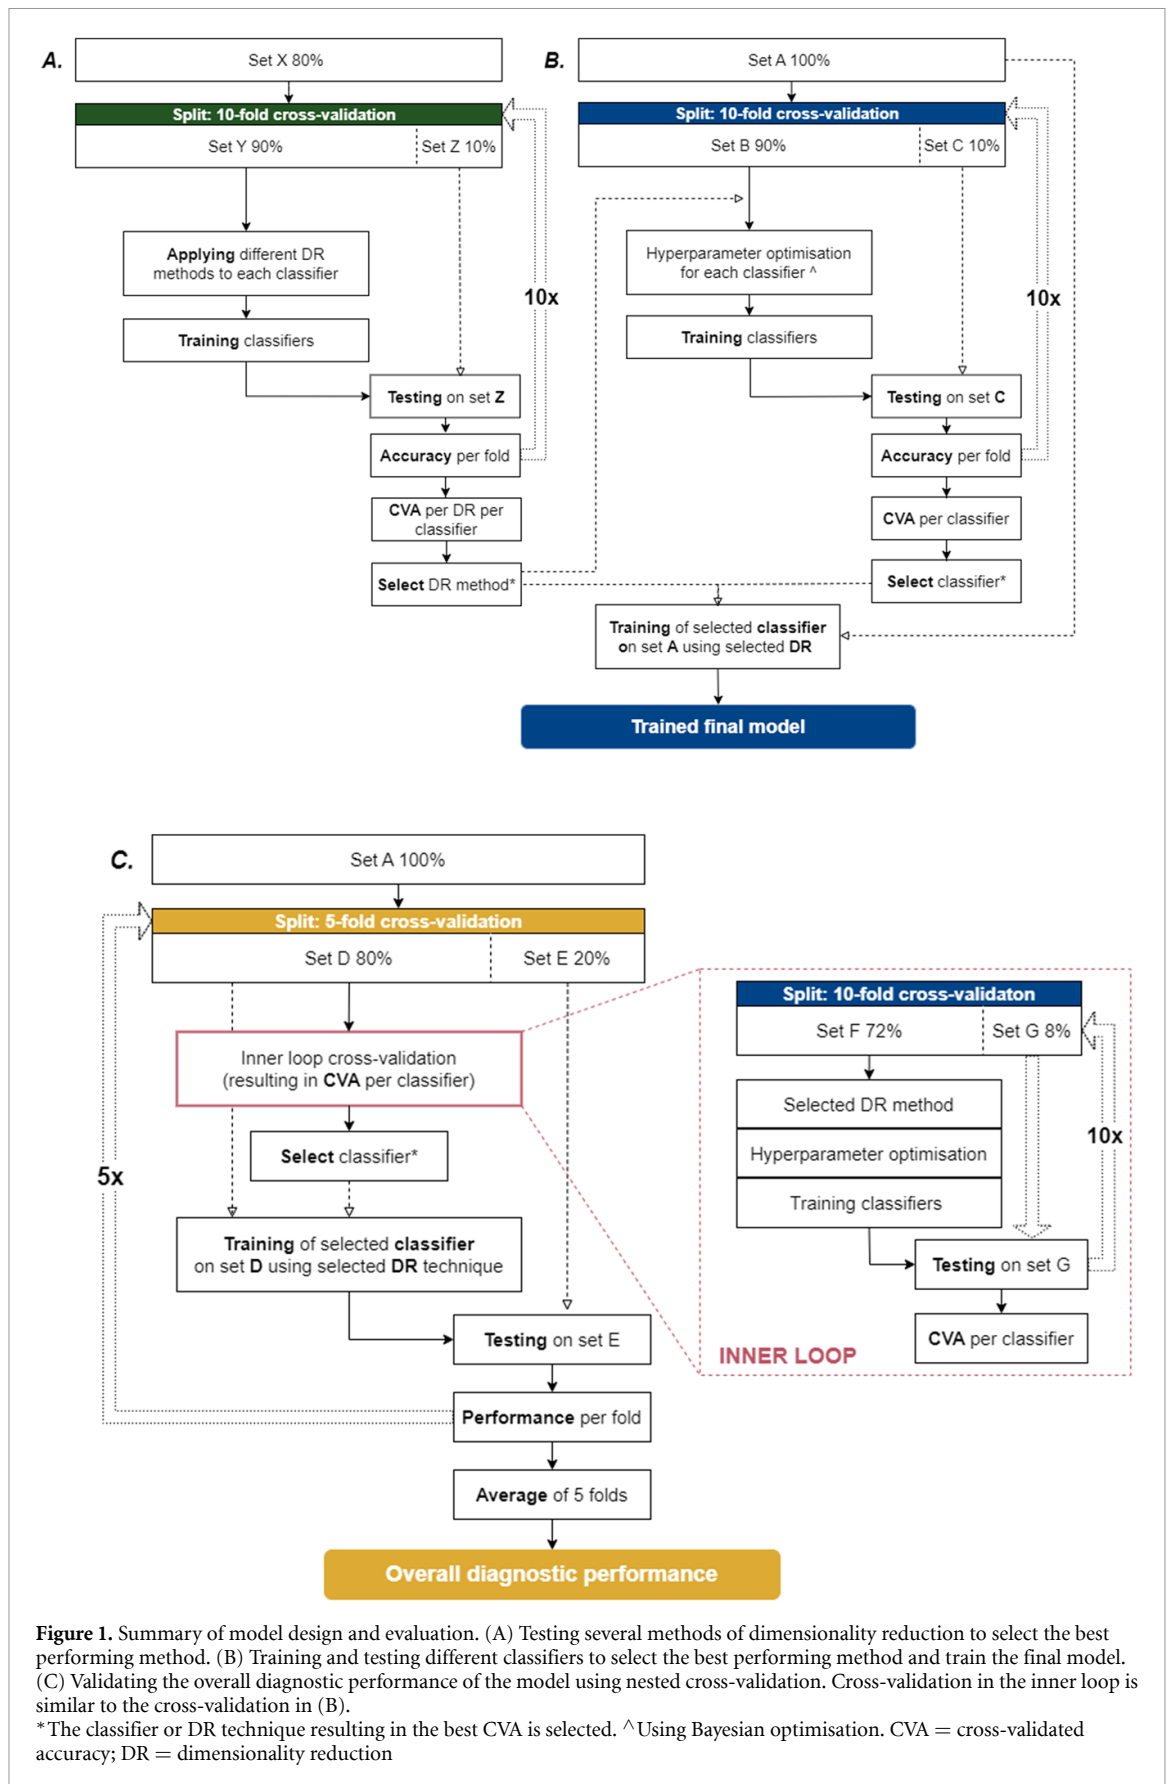 A.
Set X 80%
Split: 10-fold cross-validation
Set Y 90%
Set Z 10%
Applying different DR
methods to each classifier
Training classifiers
10x
Testing on set Z
Accuracy per fold
CVA per DR per
classifier
Select DR method*
B.
Set A 100%
Split: 10-fold cross-validation
Set B 90%
Set C 10%
Hyperparameter optimisation
for each classifier ^
Training classifiers
10x
Testing on set C
Accuracy per fold
CVA per classifier
Select classifier*
Training of selected classifier
on set A using selected DR
Trained final model
C.
Set A 100%
Split: 5-fold cross-validation
Set D 80%
Set E 20%
Inner loop cross-validation
(resulting in CVA per classifier)
Select classifier*
5x
Training of selected classifier
on set D using selected DR technique
Testing on set E
Performance per fold
Average of 5 folds
Overall diagnostic performance
Split: 10-fold cross-validaton
Set F 72%
Set G 8%
Selected DR method
Hyperparameter optimisation
Training classifiers
10x
Testing on set G
CVA per classifier
INNER LOOP
Figure 1. Summary of model design and evaluation. (A) Testing several methods of dimensionality reduction to select the best
performing method. (B) Training and testing different classifiers to select the best performing method and train the final model.
(C) Validating the overall diagnostic performance of the model using nested cross-validation. Cross-validation in the inner loop is
similar to the cross-validation in (B).
*The classifier or DR technique resulting in the best CVA is selected. ^Using Bayesian optimisation. CVA = cross-validated
accuracy; DR = dimensionality reduction